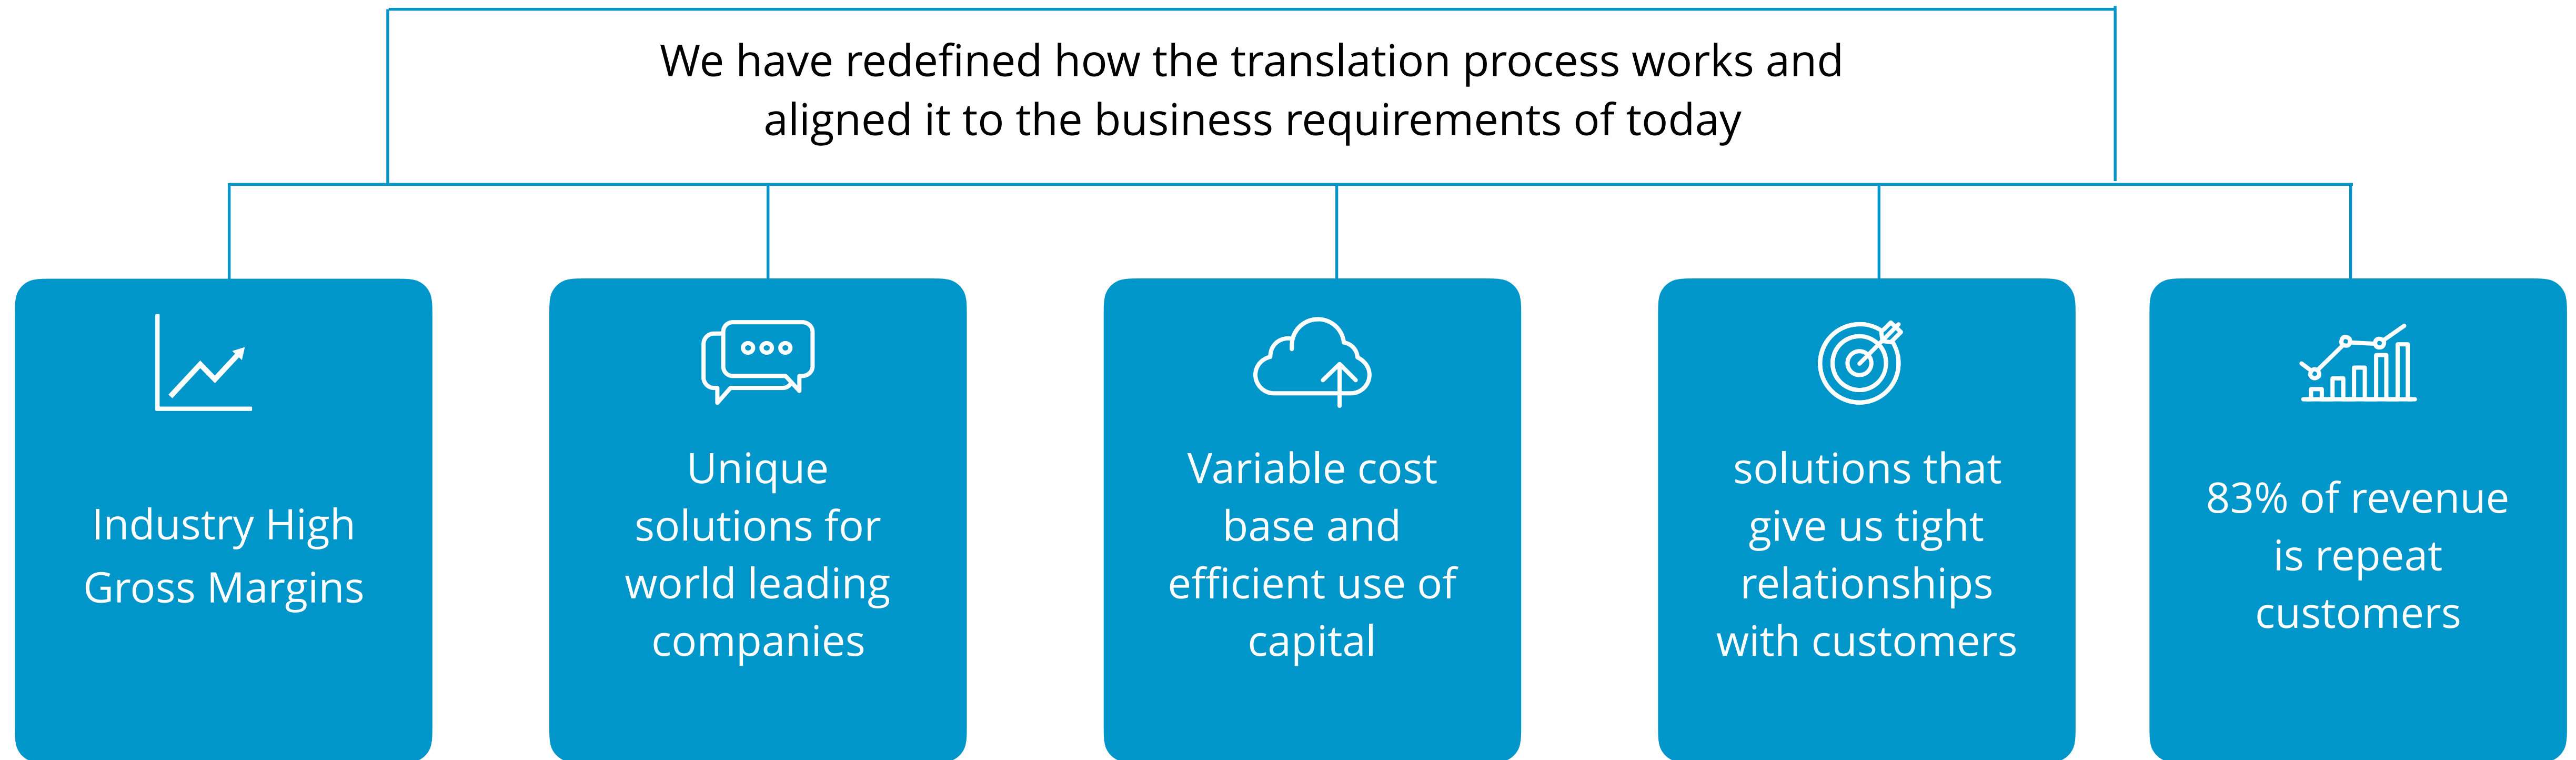 We have redefined how the translation process works and
aligned it to the business requirements of today
Industry High
Gross Margins
Unique
solutions for
world leading
companies
Variable cost
base and
efficient use of
capital
solutions that
give us tight
relationships
with customers
83% of revenue
is repeat
customers